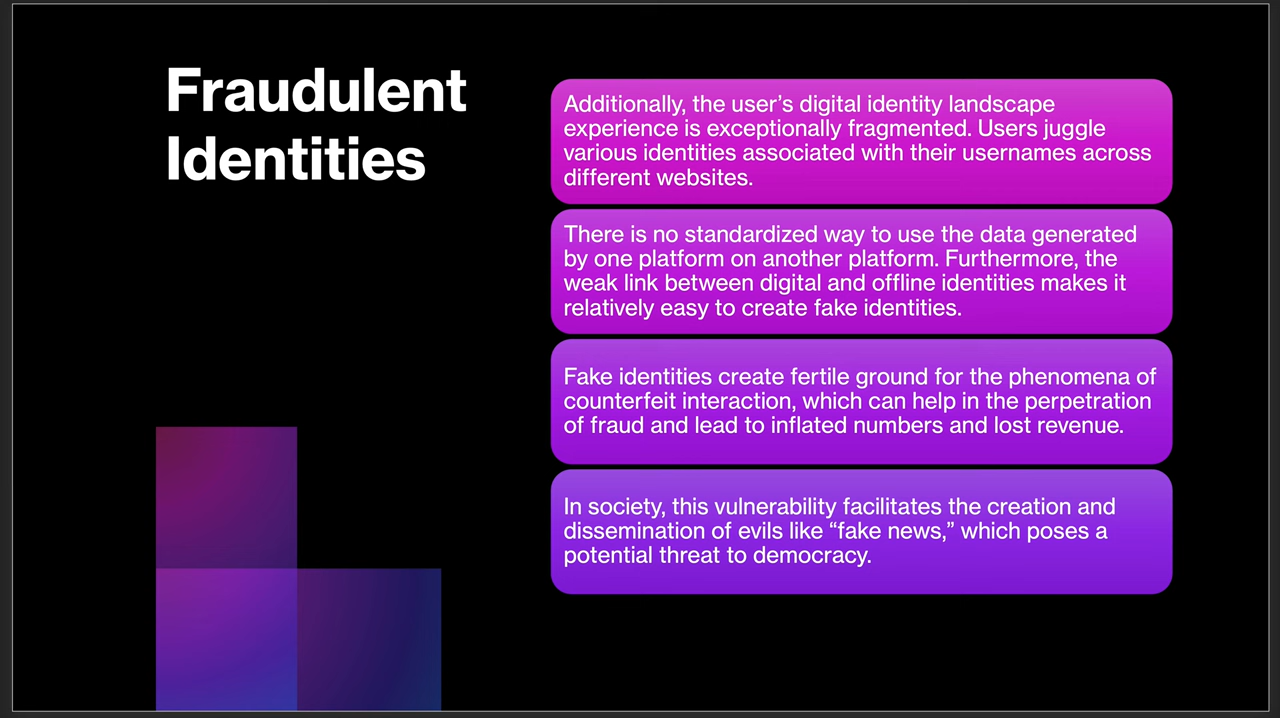 Fraudulent
Identities
Additionally, the user’s digital identity landscape
experience is exceptionally fragmented. Users juggle
various identities associated with their usernames across
different websites.
There is no standardized way to use the data generated
by one platform on another platform. Furthermore, the
weak link between digital and offline identities makes it
relatively easy to create fake identities.
Fake identities create fertile ground for the phenomena of
counterfeit interaction, which can help in the perpetration
of fraud and lead to inflated numbers and lost revenue.
In society, this vulnerability facilitates the creation and
dissemination of evils like “fake news,” which poses a
potential threat to democracy.